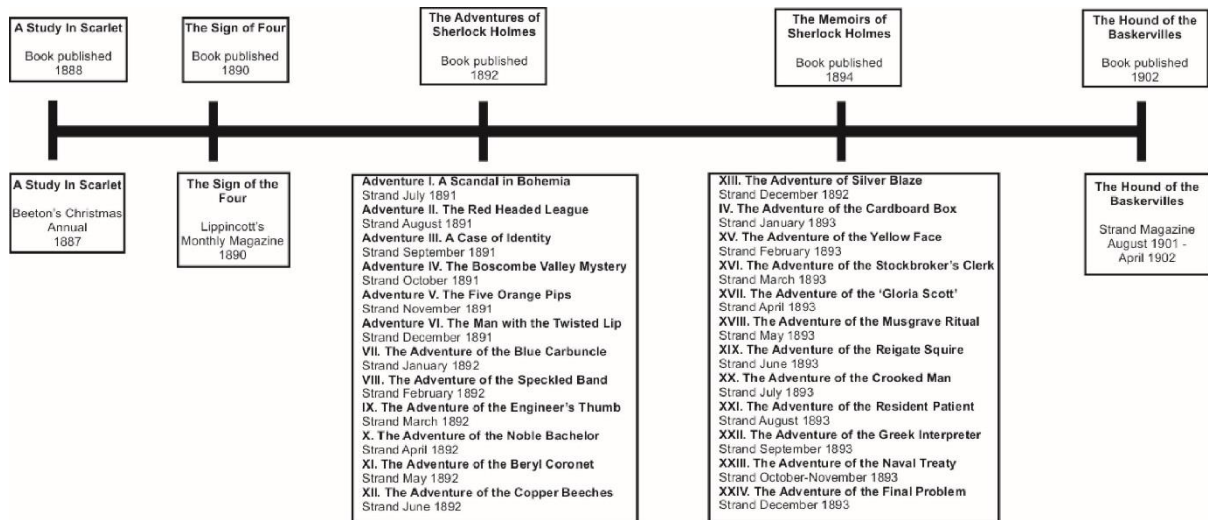 A Study In Scarlet
Book published
1888
The Sign of Four
Book published
1890
The Adventures of
Sherlock Holmes
Book published
1892
The Memoirs of
Sherlock Holmes
Book published
1894
The Hound of the
Baskervilles
Book published
1902
A Study In Scarlet
Beeton's Christmas
Annual
1887
The Sign of the
Four
Lippincott's
Monthly Magazine
1890
Adventure I. A Scandal in Bohemia
Strand July 1891
Adventure II. The Red Headed League
Strand August 1891
Adventure III. A Case of Identity
Strand September 1891
Adventure IV. The Boscombe Valley Mystery
Strand October 1891
Adventure V. The Five Orange Pips
Strand November 1891
Adventure VI. The Man with the Twisted Lip
Strand December 1891
VII. The Adventure of the Blue Carbuncle
Strand January 1892
VIII. The Adventure of the Speckled Band
Strand February 1892
IX. The Adventure of the Engineer's Thumb
Strand March 1892
X. The Adventure of the Noble Bachelor
Strand April 1892
XI. The Adventure of the Beryl Coronet
Strand May 1892
XII. The Adventure of the Copper Beeches
Strand June 1892
XIII. The Adventure of Silver Blaze
Strand December 1892
IV. The Adventure of the Cardboard Box
Strand January 1893
XV. The Adventure of the Yellow Face
Strand February 1893
XVI. The Adventure of the Stockbroker's Clerk
Strand March 1893
XVII. The Adventure of the 'Gloria Scott'
Strand April 1893
XVIII. The Adventure of the Musgrave Ritual
Strand May 1893
XIX. The Adventure of the Reigate Squire
Strand June 1893
XX. The Adventure of the Crooked Man
Strand July 1893
XXI. The Adventure of the Resident Patient
Strand August 1893
XXII. The Adventure of the Greek Interpreter
Strand September 1893
XXIII. The Adventure of the Naval Treaty
Strand October-November 1893
XXIV. The Adventure of the Final Problem
Strand December 1893
The Hound of the
Baskervilles
Strand Magazine
August 1901 -
April 1902